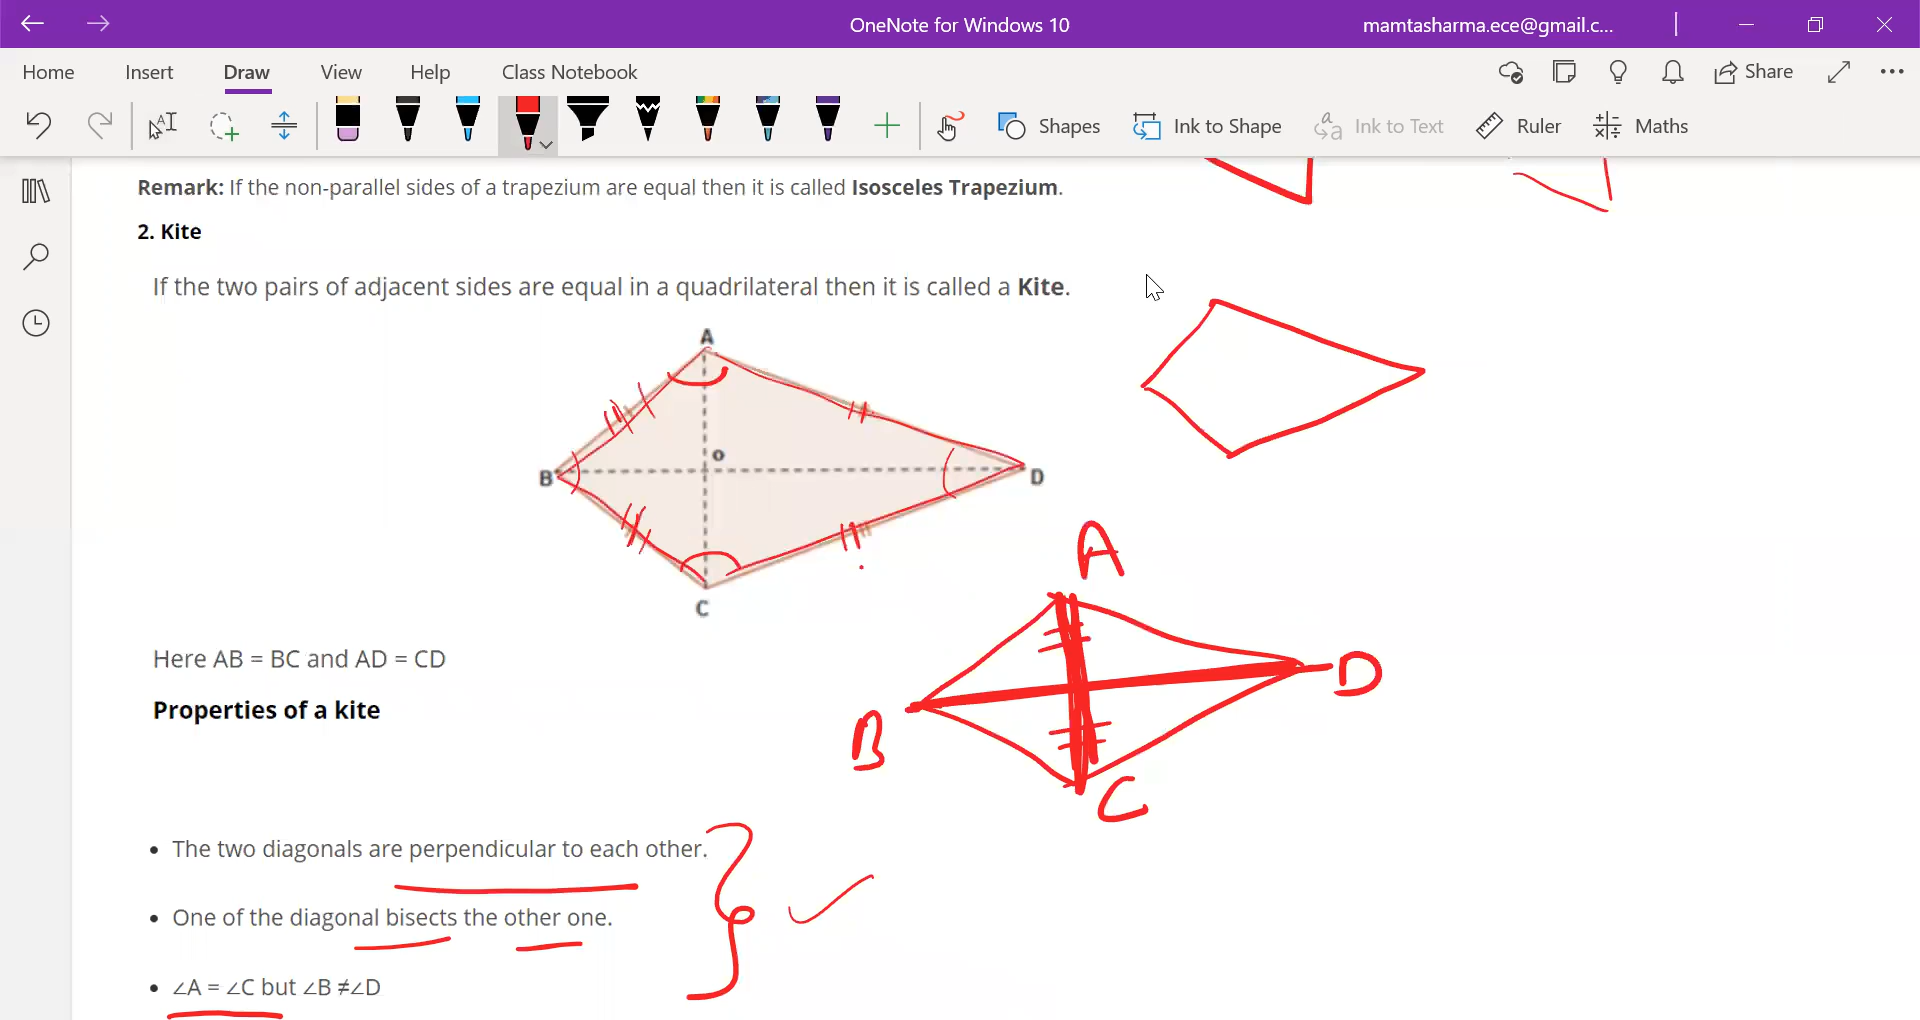 OneNote for Windows 10
mamtasharma.ece@gmail.c...
Home Insert Draw View Help Class Notebook
Share
Shapes Ink to Shape Ink to Text Ruler Maths
Remark: If the non-parallel sides of a trapezium are equal then it is called Isosceles Trapezium.
2. Kite
If the two pairs of adjacent sides are equal in a quadrilateral then it is called a Kite.
A
o
B
D
C
A
D
B
C
Here AB = BC and AD = CD
Properties of a kite
• The two diagonals are perpendicular to each other.
• One of the diagonal bisects the other one.
• ∠A = ∠C but ∠B ≠∠D